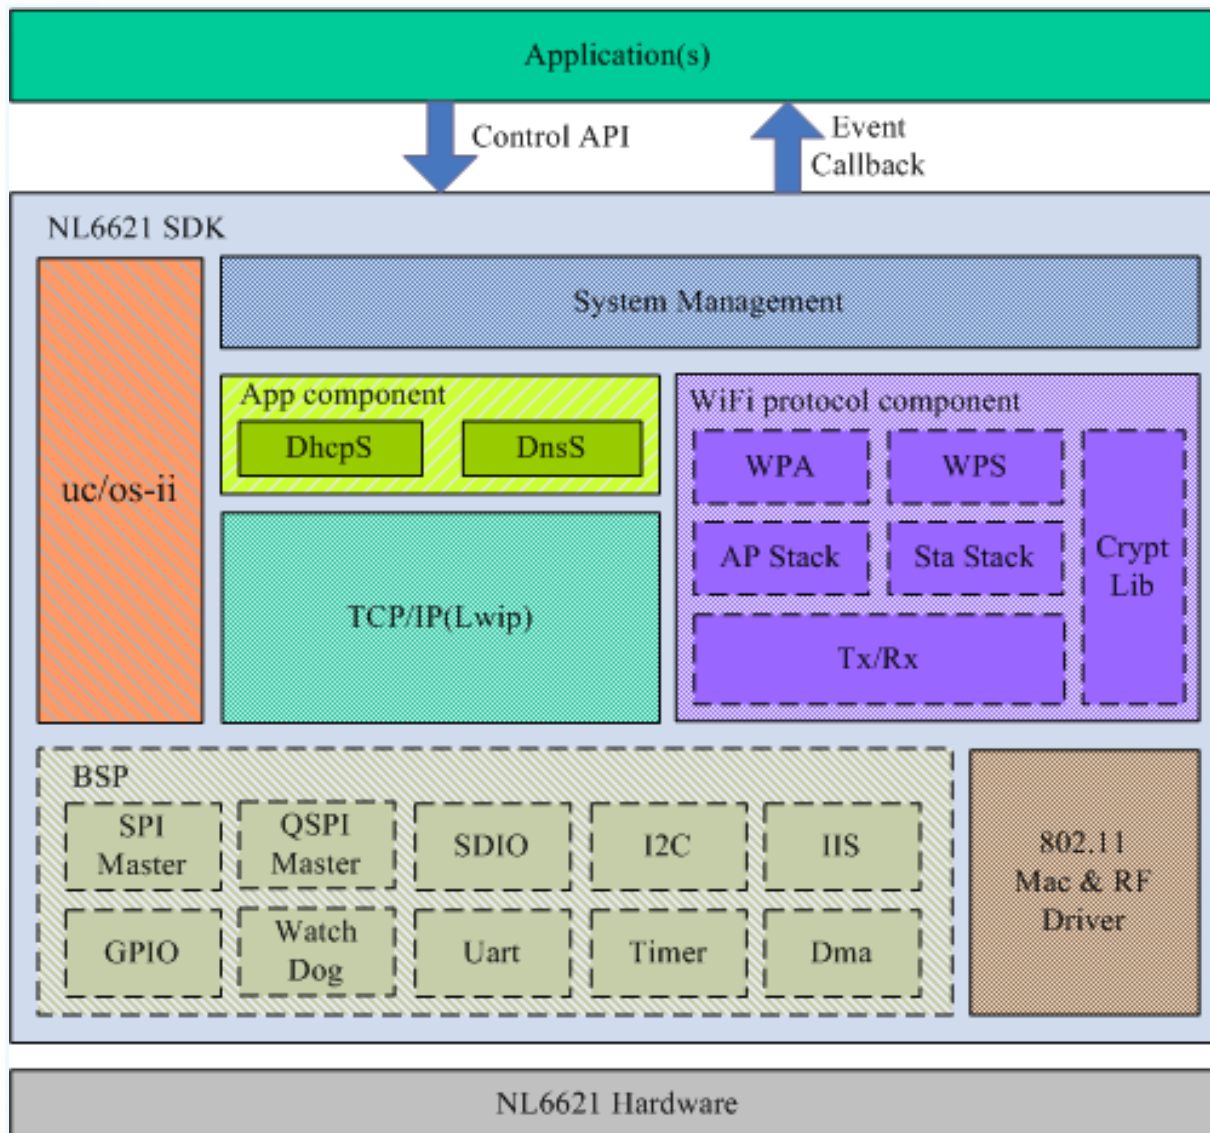 Application(s)
Control API
Event
Callback
NL6621 SDK
uc/os-ii
System Management
App component
DhcpS
DnsS
TCP/IP(Lwip)
WiFi protocol component
WPA
WPS
AP Stack
Sta Stack
Crypt
Lib
Tx/Rx
BSP
SPI
Master
QSPI
Master
SDIO
I2C
IIS
GPIO
Watch
Dog
Uart
Timer
Dma
802.11
Mac & RF
Driver
NL6621 Hardware